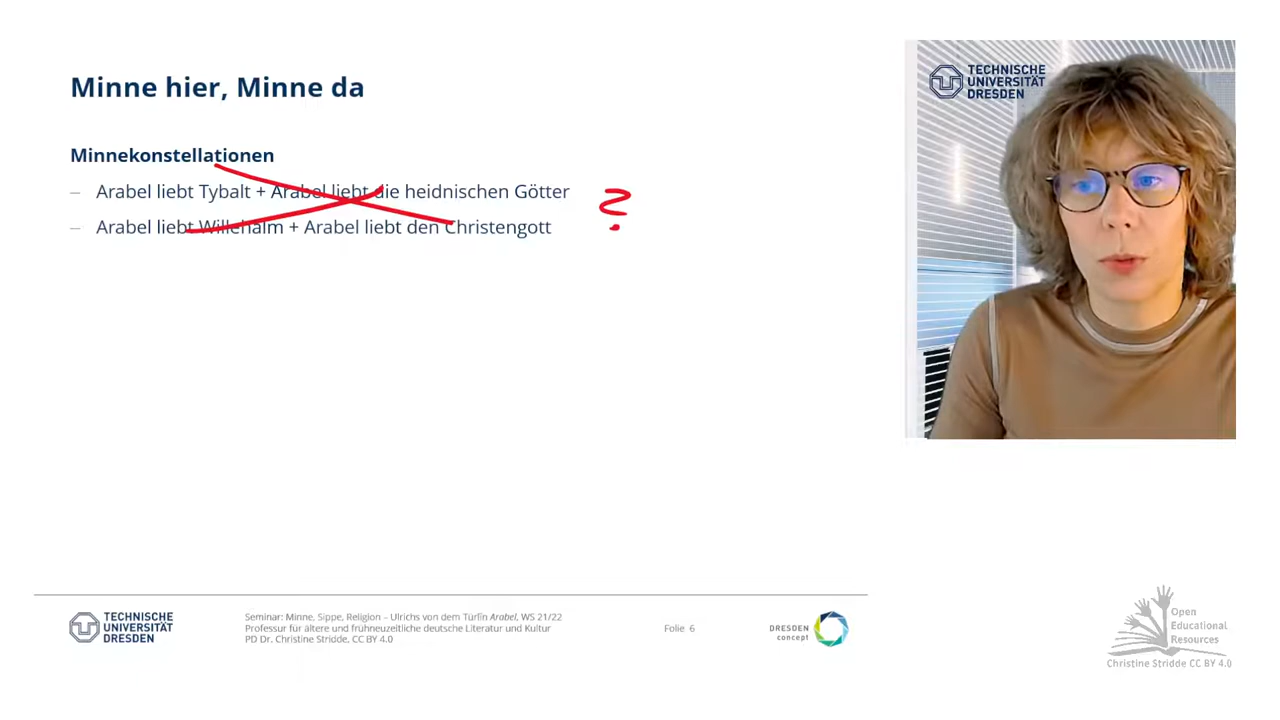 Minne hier, Minne da
Minnekonstellationen
– Arabel liebt Tybalt + Arabel liebt die heidnischen Götter
– Arabel liebt Willehalm + Arabel liebt den Christengott
?
TECHNISCHE
UNIVERSITÄT
DRESDEN
TECHNISCHE
UNIVERSITÄT
DRESDEN
Seminar: Minne, Sippe, Religion – Ulrichs von dem Türlîn Arabel, WS 21/22
Professur für ältere und frühneuzeitliche deutsche Literatur und Kultur
PD Dr. Christine Stridde, CC BY 4.0
Folie 6
DRESDEN
concept
Open
Educational
Resources
Christine Stridde CC BY 4.0